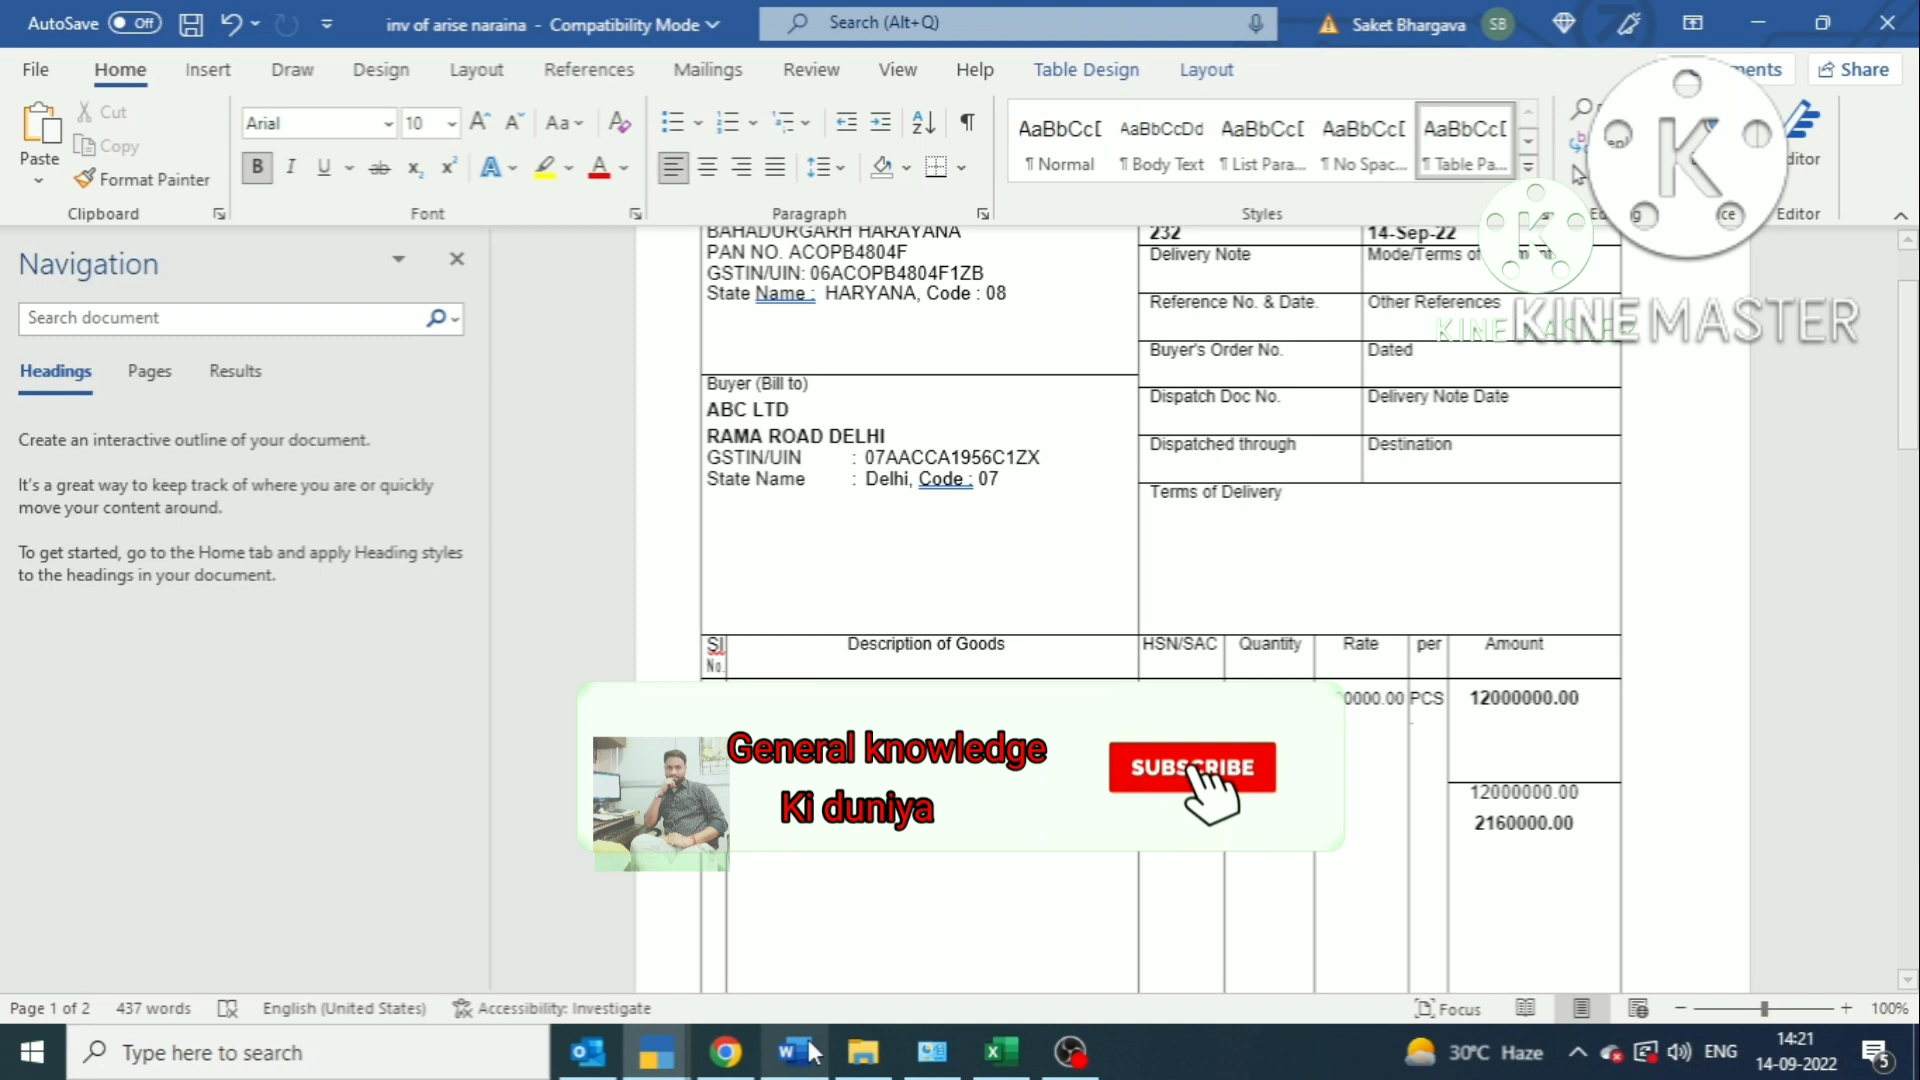 AutoSave Off inv of arise naraina - Compatibility Mode Search (Alt+Q) Saket Bhargava SB
File Home Insert Draw Design Layout References Mailings Review View Help Table Design Layout Share
Paste
Cut
Copy
Format Painter
Arial 10
AaBbCcI AaBbCcDd AaBbCcI AaBbCcI AaBbCcI
¶ Normal ¶ Body Text ¶ List Para... ¶ No Spac... ¶ Table Pa...
Clipboard Font Paragraph Styles Editor
K
K
KINEMASTER
KINEMASTER
Navigation
Search document
Headings Pages Results
Create an interactive outline of your document.
It's a great way to keep track of where you are or quickly
move your content around.
To get started, go to the Home tab and apply Heading styles
to the headings in your document.
BAHADURGARH HARAYANA
PAN NO. ACOPB4804F
GSTIN/UIN: 06ACOPB4804F1ZB
State Name : HARYANA, Code : 08
232 14-Sep-22
Delivery Note Mode/Terms of
Reference No. & Date. Other References
Buyer's Order No. Dated
Dispatch Doc No. Delivery Note Date
Dispatched through Destination
Terms of Delivery
Buyer (Bill to)
ABC LTD
RAMA ROAD DELHI
GSTIN/UIN : 07AACCA1956C1ZX
State Name : Delhi, Code : 07
SI No. Description of Goods HSN/SAC Quantity Rate per Amount
PCS 12000000.00
12000000.00
2160000.00
General knowledge
Ki duniya
SUBSCRIBE
Page 1 of 2 437 words English (United States) Accessibility: Investigate Focus 100%
Type here to search 30°C Haze ENG 14:21
14-09-2022 5